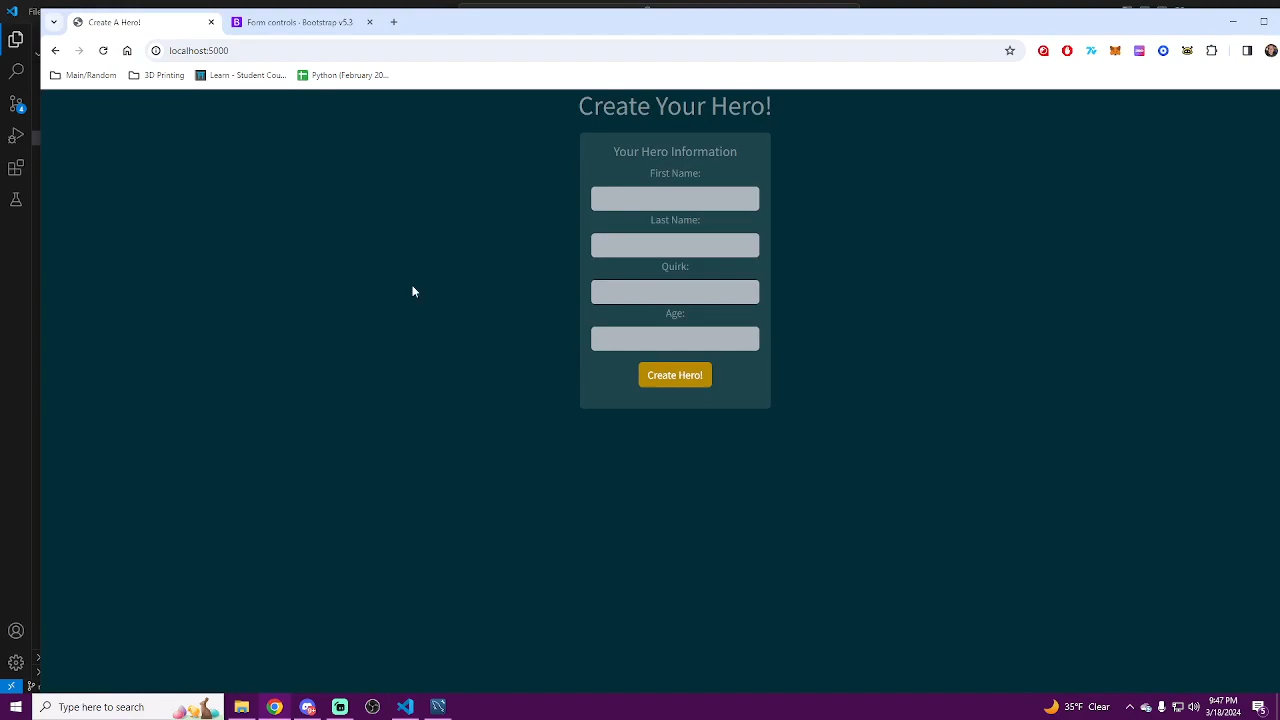 File
Create A Hero!
Form controls · Bootstrap v5.3
localhost:5000
Main/Random
3D Printing
Learn - Student Cou...
Python (February 20...
Create Your Hero!
Your Hero Information
First Name:
Last Name:
Quirk:
Age:
Create Hero!
4
Type here to search
35°F Clear
9:47 PM
3/18/2024